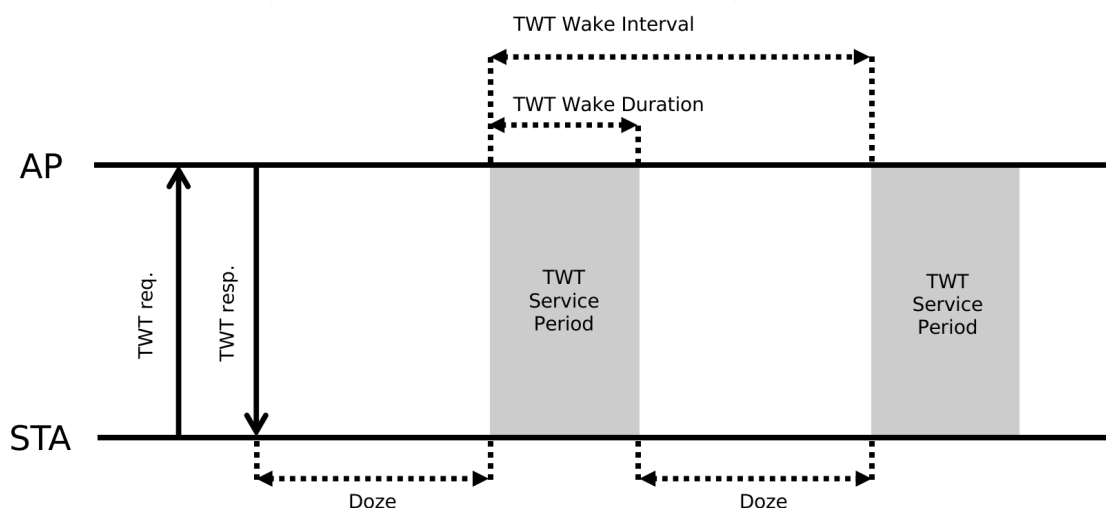 TWT Wake Interval
TWT Wake Duration
AP
TWT req.
TWT resp.
TWT
Service
Period
TWT
Service
Period
STA
Doze
Doze